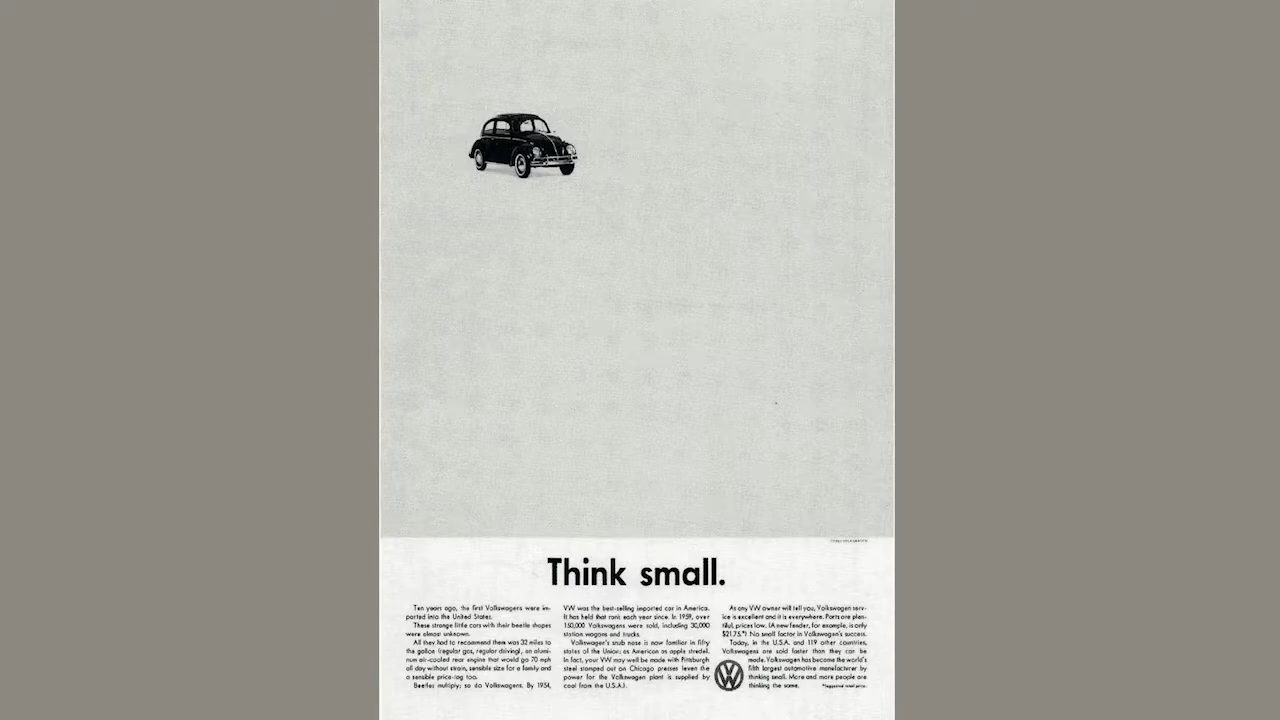 Think small.
Ten years ago, the first Volkswagens were im-
ported into the United States.
These strange little cars with their beetle shapes
were almost unknown.
All they had to recommend them was 32 miles to
the gallon (regular gas, regular driving), an alumi-
num air-cooled rear engine that would go 70 mph
all day without strain, sensible size for a family and
a sensible price-tag too.
Beetles multiply; so do Volkswagens. By 1954,
VW was the best-selling imported car in America.
It has held that rank each year since. In 1959, over
150,000 Volkswagens were sold, including 30,000
station wagons and trucks.
Volkswagen's snub nose is now familiar in fifty
states of the Union: as American as apple strudel.
In fact, your VW may well be made with Pittsburgh
steel stamped out on Chicago presses (even the
power for the Volkswagen plant is supplied by
coal from the U.S.A.).
As any VW owner will tell you, Volkswagen serv-
ice is excellent and it is everywhere. Parts are plen-
tiful, prices low. (A new fender, for example, is only
$21.75.*) No small factor in Volkswagen's success.
Today, in the U.S.A. and 119 other countries,
Volkswagens are sold faster than they can be
made. Volkswagen has become the world's
fifth largest automotive manufacturer by
thinking small. More and more people are
thinking the same.
*Suggested retail price.
VW